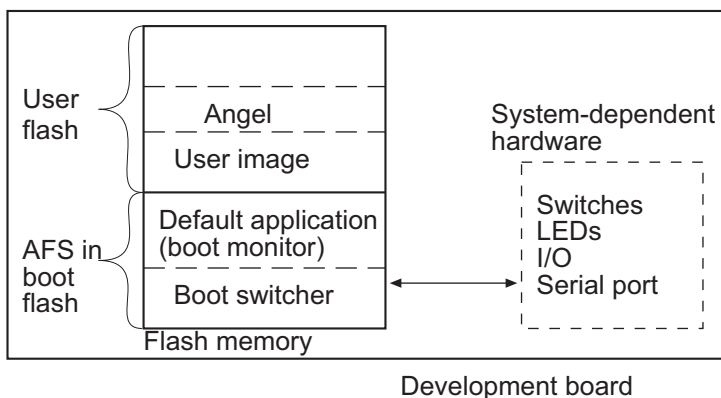 User
flash
Angel
User image
AFS in
boot
flash
Default application
(boot monitor)
Boot switcher
Flash memory
System-dependent
hardware
Switches
LEDs
I/O
Serial port
Development board